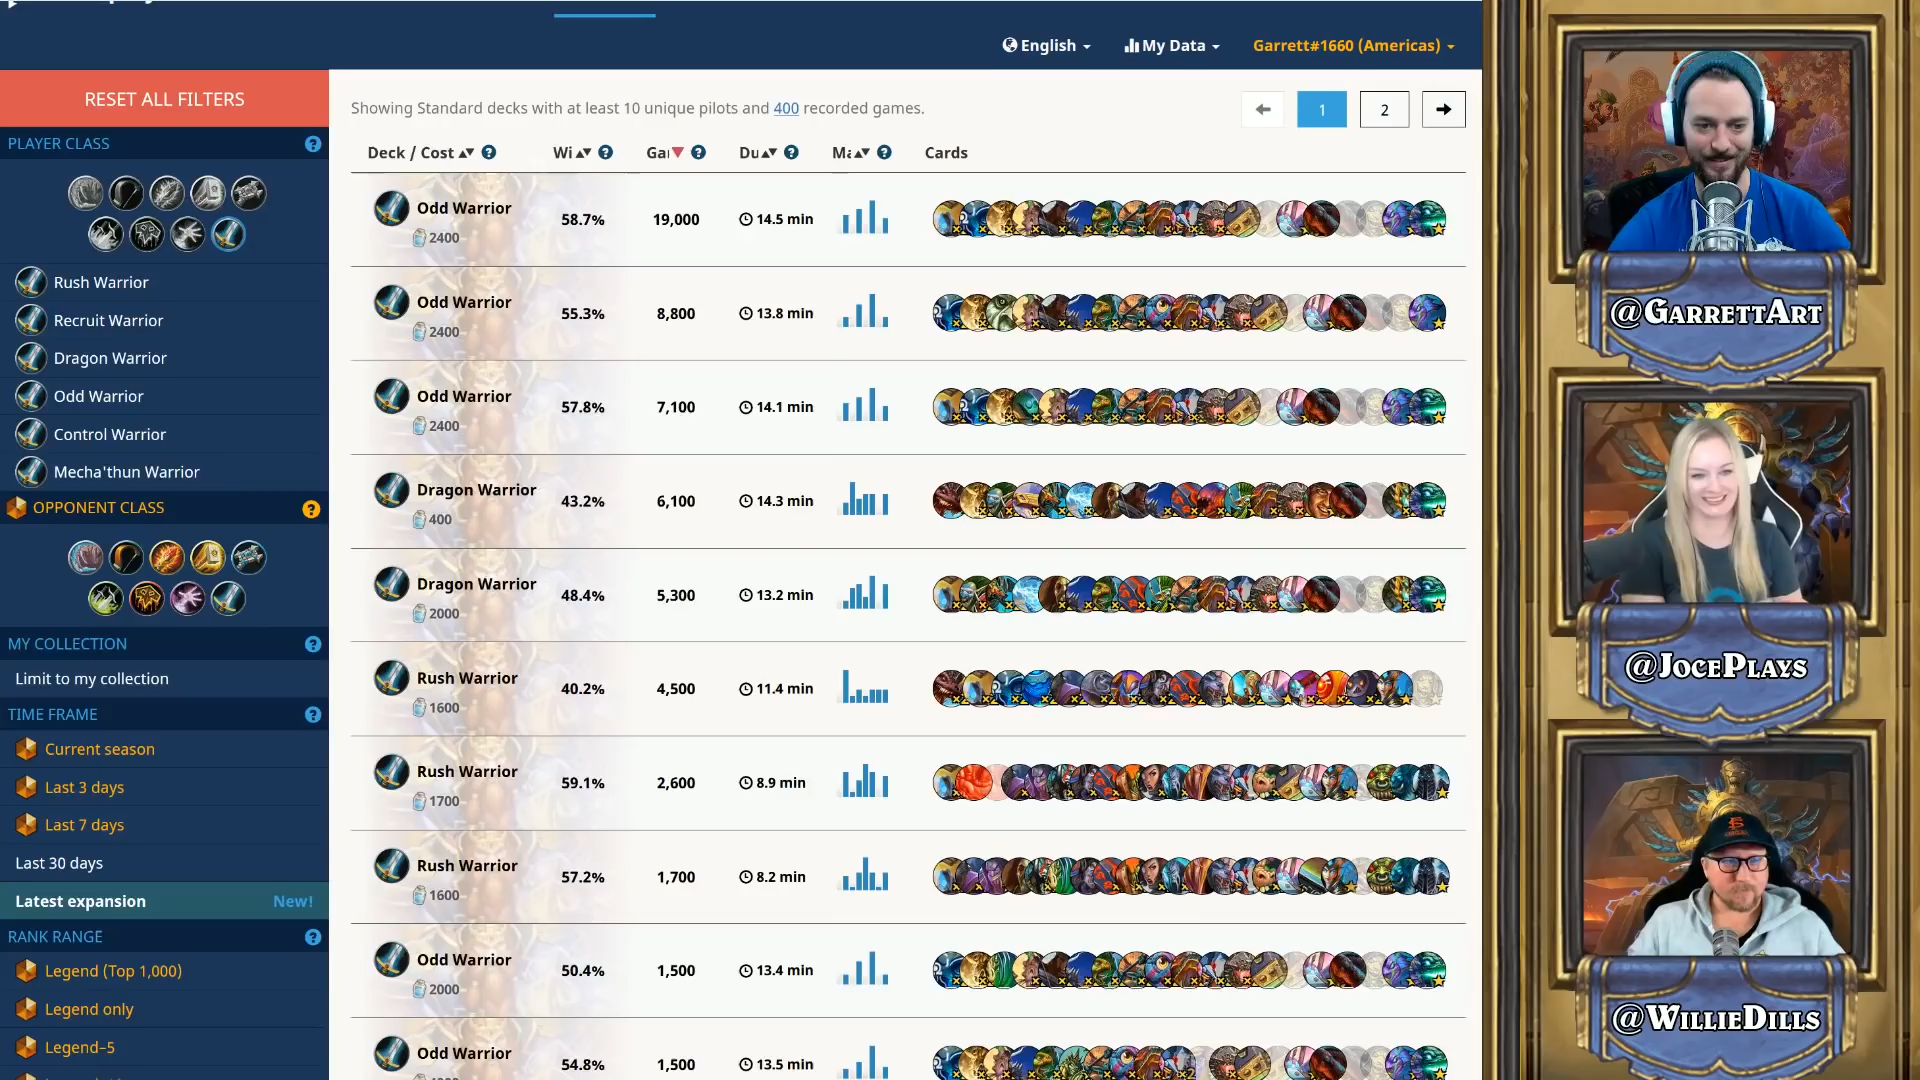 English
My Data
Garrett#1660 (Americas)
RESET ALL FILTERS
PLAYER CLASS
Rush Warrior
Recruit Warrior
Dragon Warrior
Odd Warrior
Control Warrior
Mecha'thun Warrior
OPPONENT CLASS
MY COLLECTION
Limit to my collection
TIME FRAME
Current season
Last 3 days
Last 7 days
Last 30 days
Latest expansion New!
RANK RANGE
Legend (Top 1,000)
Legend only
Legend–5
Showing Standard decks with at least 10 unique pilots and 400 recorded games.
1 2
Deck / Cost Wi Ga Du Ma Cards
Odd Warrior 58.7% 19,000 14.5 min
2400
Odd Warrior 55.3% 8,800 13.8 min
2400
Odd Warrior 57.8% 7,100 14.1 min
2400
Dragon Warrior 43.2% 6,100 14.3 min
400
Dragon Warrior 48.4% 5,300 13.2 min
2000
Rush Warrior 40.2% 4,500 11.4 min
1600
Rush Warrior 59.1% 2,600 8.9 min
1700
Rush Warrior 57.2% 1,700 8.2 min
1600
Odd Warrior 50.4% 1,500 13.4 min
2000
Odd Warrior 54.8% 1,500 13.5 min
@GarrettArt
@JocePlays
@WillieDills